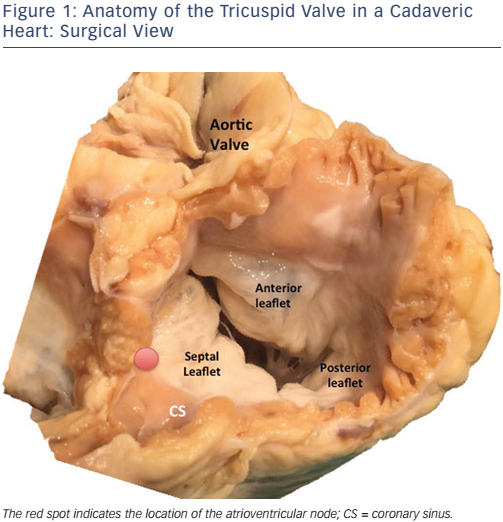 Figure 1: Anatomy of the Tricuspid Valve in a Cadaveric
Heart: Surgical View
Aortic
Valve
Anterior
leaflet
Septal
Leaflet
Posterior
leaflet
CS
The red spot indicates the location of the atrioventricular node; CS = coronary sinus.